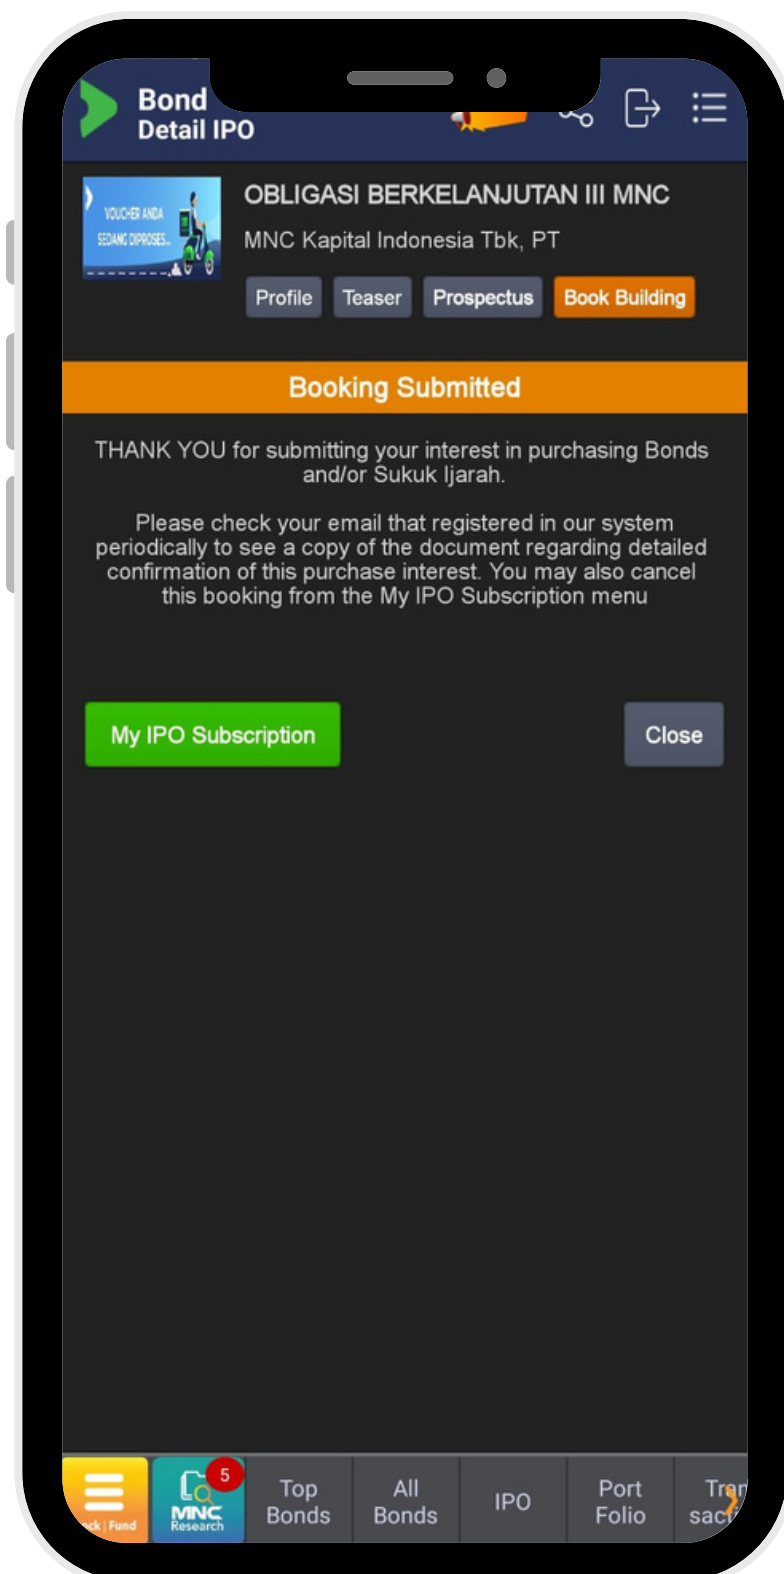 Bond
Detail IPO
VOUCHER ANDA
SEDANG DIPROSES...
OBLIGASI BERKELANJUTAN III MNC
MNC Kapital Indonesia Tbk, PT
Profile Teaser Prospectus Book Building
Booking Submitted
THANK YOU for submitting your interest in purchasing Bonds
and/or Sukuk Ijarah.
Please check your email that registered in our system
periodically to see a copy of the document regarding detailed
confirmation of this purchase interest. You may also cancel
this booking from the My IPO Subscription menu
My IPO Subscription Close
ock | Fund
5
MNC
Research
Top
Bonds
All
Bonds
IPO
Port
Folio
Tran
sacti